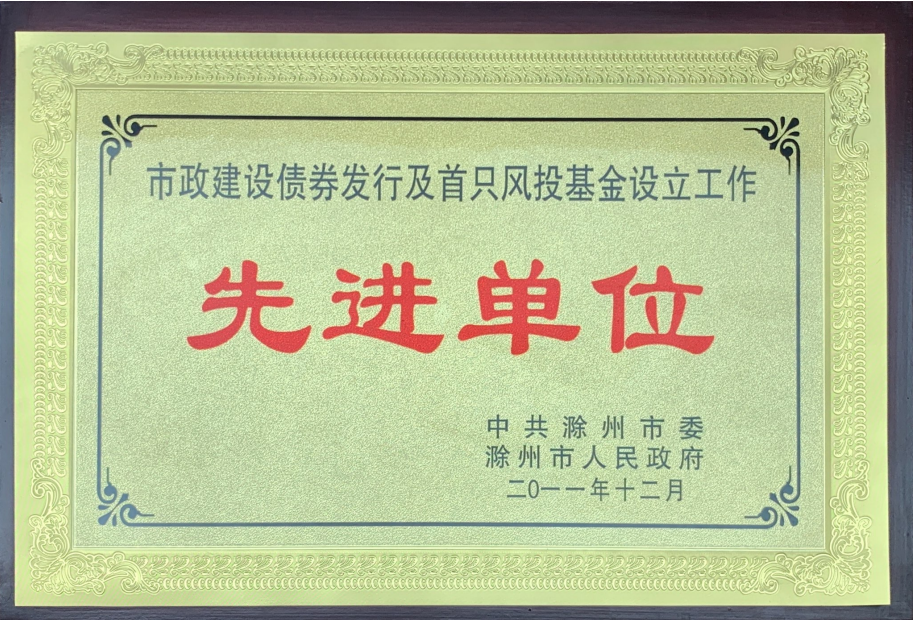 市政建设债券发行及首只风投基金设立工作
先进单位
中共滁州市委
滁州市人民政府
二0一一年十二月